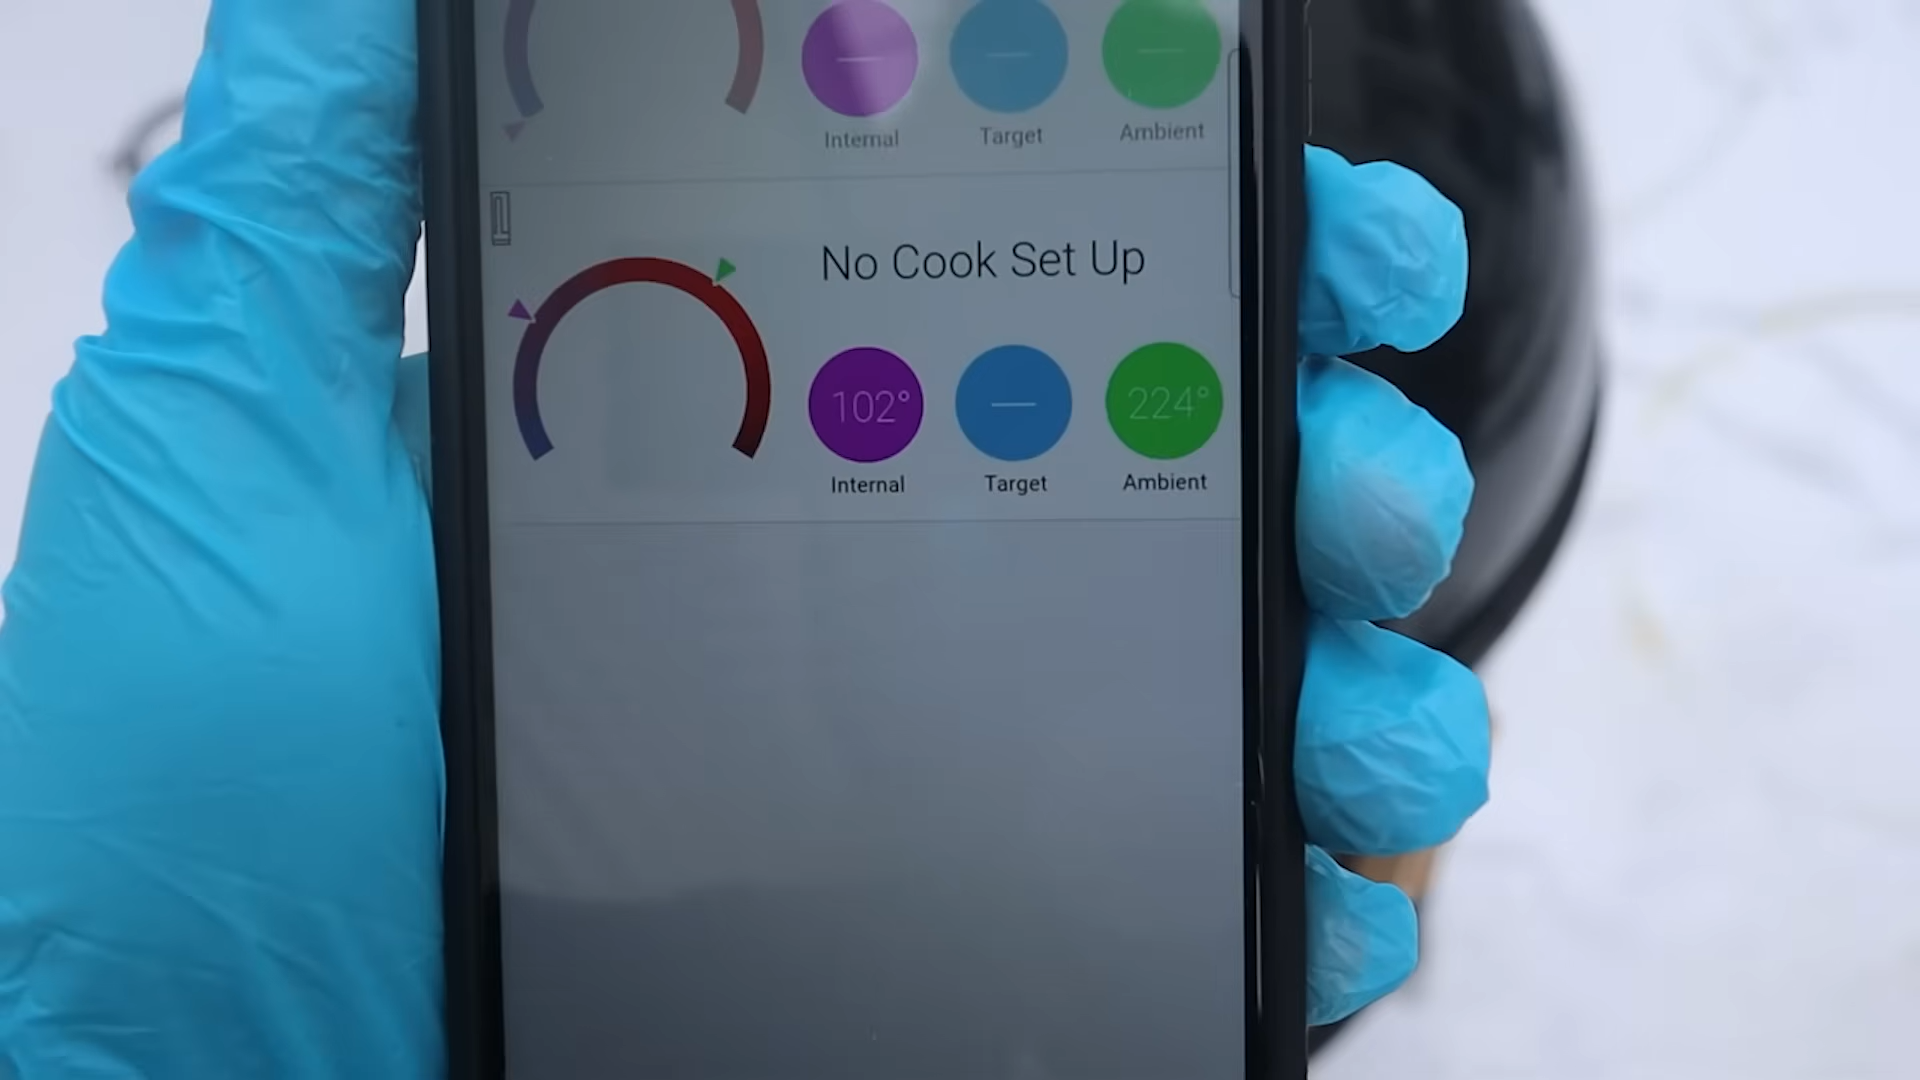 Internal Target Ambient
No Cook Set Up
102° — 224°
Internal Target Ambient